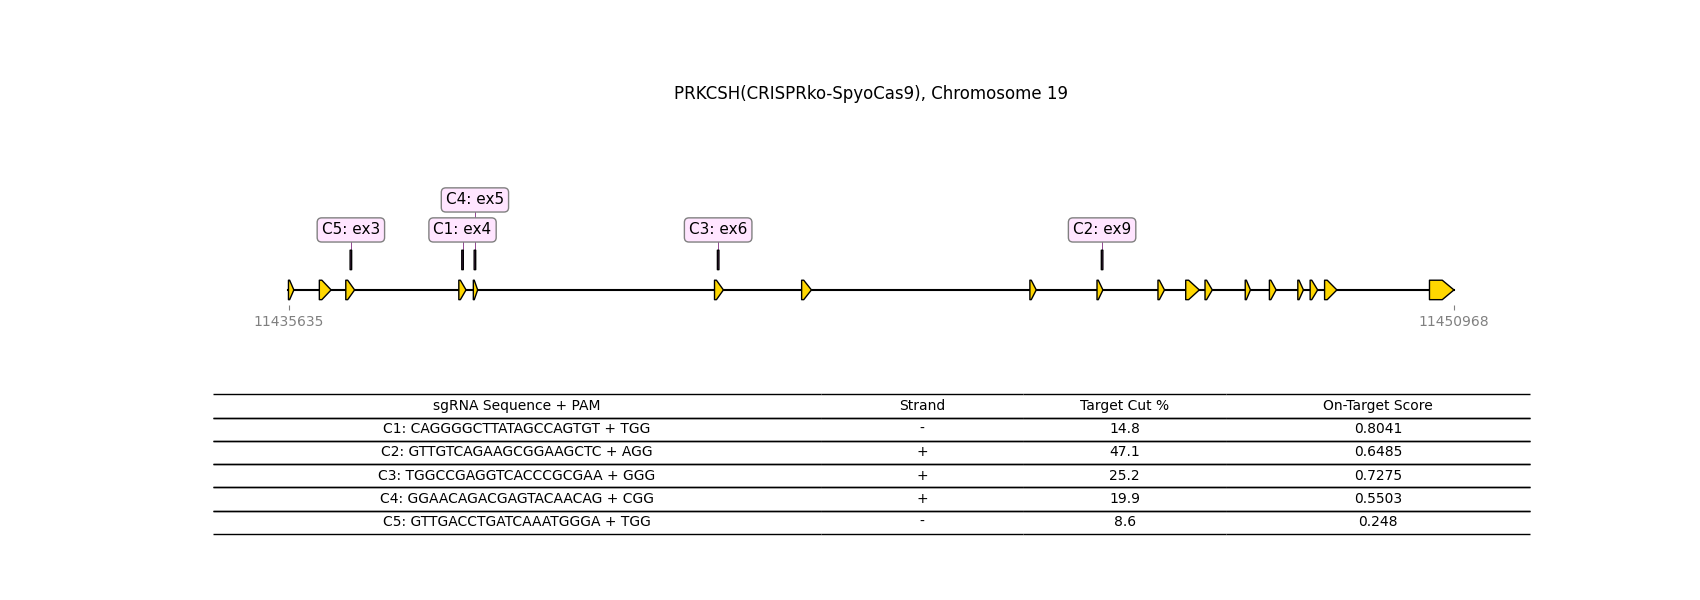 PRKCSH(CRISPRko-SpyoCas9), Chromosome 19
C4: ex5
C5: ex3 C1: ex4 C3: ex6 C2: ex9
11435635 11450968
sgRNA Sequence + PAM Strand Target Cut % On-Target Score
C1: CAGGGGCTTATAGCCAGTGT + TGG - 14.8 0.8041
C2: GTTGTCAGAAGCGGAAGCTC + AGG + 47.1 0.6485
C3: TGGCCGAGGTCACCCGCGAA + GGG + 25.2 0.7275
C4: GGAACAGACGAGTACAACAG + CGG + 19.9 0.5503
C5: GTTGACCTGATCAAATGGGA + TGG - 8.6 0.248